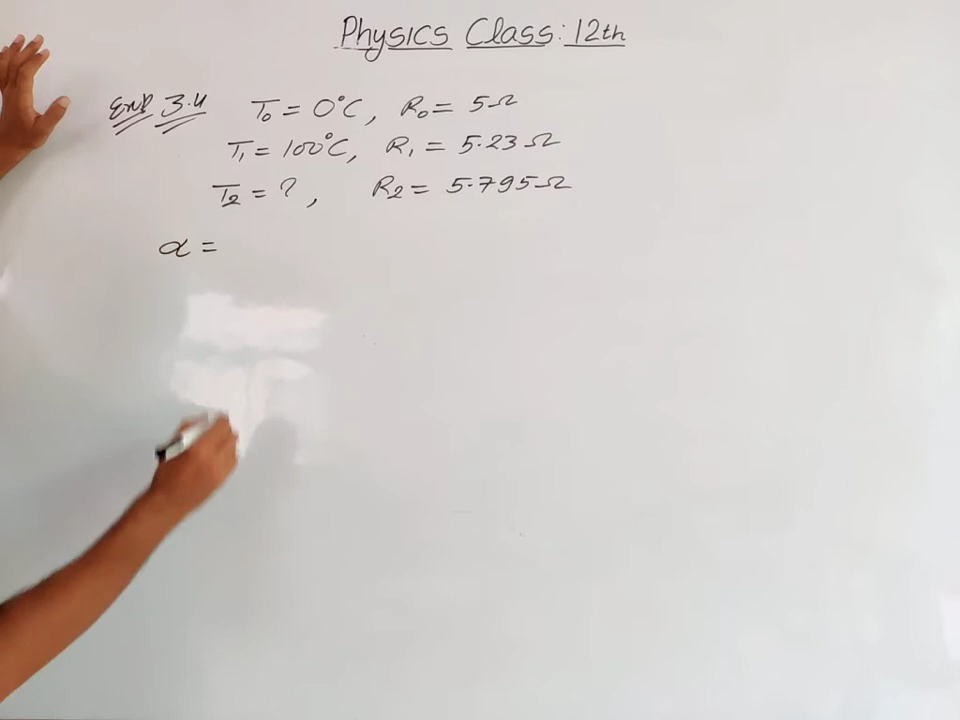 Physics Class: 12th
Exp 3.4 T₀ = 0°C, R₀ = 5Ω
T₁ = 100°C, R₁ = 5.23Ω
T₂ = ?, R₂ = 5.795Ω
α =